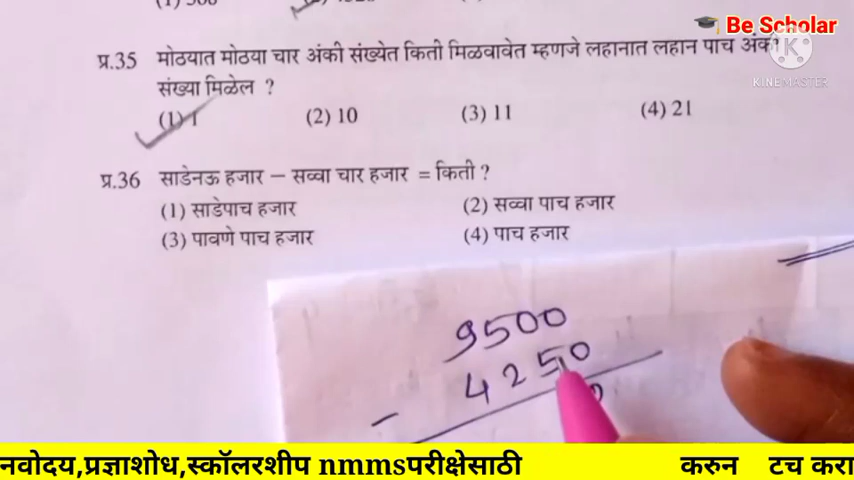 Be Scholar
KINEMASTER
प्र.35 मोठयात मोठया चार अंकी संख्येत किती मिळवावेत म्हणजे लहानात लहान पाच अंकी
संख्या मिळेल ?
(1) 1 (2) 10 (3) 11 (4) 21
प्र.36 साडेनऊ हजार – सव्वा चार हजार = किती ?
(1) साडेपाच हजार (2) सव्वा पाच हजार
(3) पावणे पाच हजार (4) पाच हजार
9500
4250
–
नवोदय,प्रज्ञाशोध,स्कॉलरशीप nmmsपरीक्षेसाठी करुन टच करा